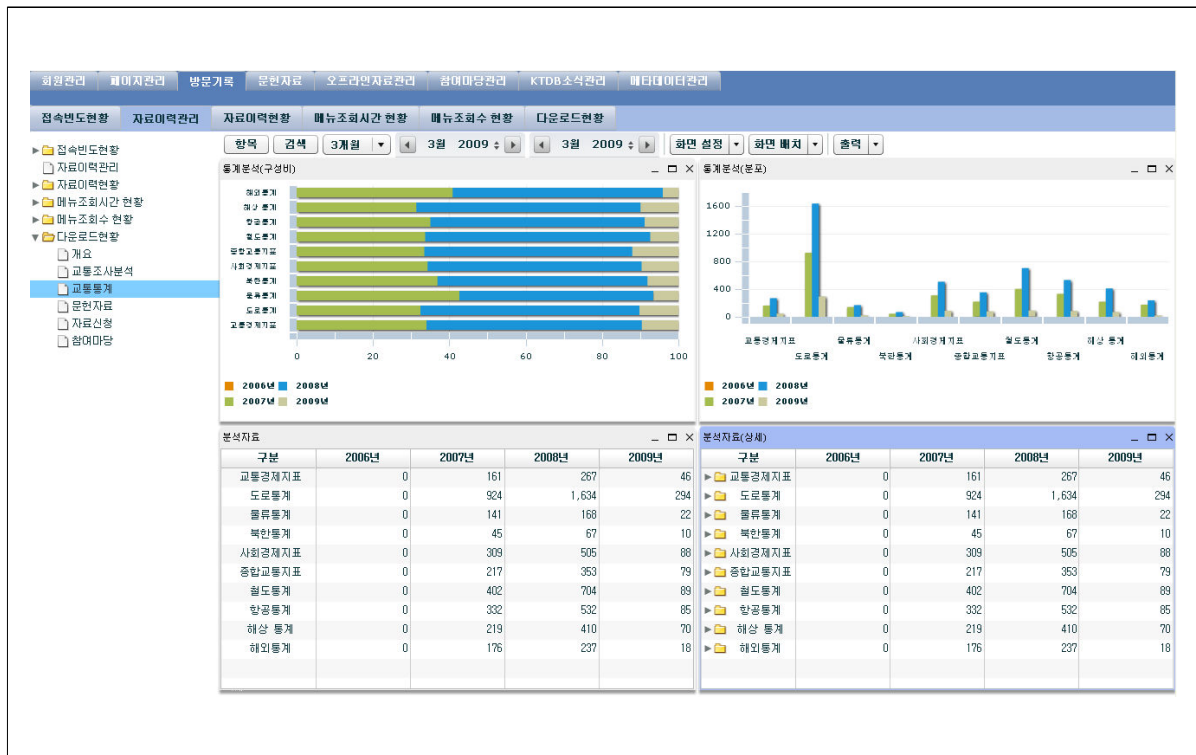 회원관리 페이지관리 방문기록 문헌자료 오프라인자료관리 참여마당관리 KTDB소식관리 메타데이터관리
접속빈도현황 자료이력관리 자료이력현황 메뉴조회시간 현황 메뉴조회수 현황 다운로드현황
항목 검색 3개월 3월 2009 3월 2009 화면 설정 화면 배치 출력
접속빈도현황
자료이력관리
자료이력현황
메뉴조회시간 현황
메뉴조회수 현황
다운로드현황
개요
교통조사분석
교통통계
문헌자료
자료신청
참여마당
통계분석(구성비)
해외통계
해상 통계
항공통계
철도통계
종합교통지표
사회경제지표
북한통계
물류통계
도로통계
교통경제지표
0 20 40 60 80 100
2006년 2008년
2007년 2009년
통계분석(분포)
1600
1200
800
400
0
교통경제지표 물류통계 사회경제지표 철도통계 해상 통계
도로통계 북한통계 종합교통지표 항공통계 해외통계
2006년 2008년
2007년 2009년
분석자료
구분 2006년 2007년 2008년 2009년
교통경제지표 0 161 267 46
도로통계 0 924 1,634 294
물류통계 0 141 168 22
북한통계 0 45 67 10
사회경제지표 0 309 505 88
종합교통지표 0 217 353 79
철도통계 0 402 704 89
항공통계 0 332 532 85
해상 통계 0 219 410 70
해외통계 0 176 237 18
분석자료(상세)
구분 2006년 2007년 2008년 2009년
교통경제지표 0 161 267 46
도로통계 0 924 1,634 294
물류통계 0 141 168 22
북한통계 0 45 67 10
사회경제지표 0 309 505 88
종합교통지표 0 217 353 79
철도통계 0 402 704 89
항공통계 0 332 532 85
해상 통계 0 219 410 70
해외통계 0 176 237 18